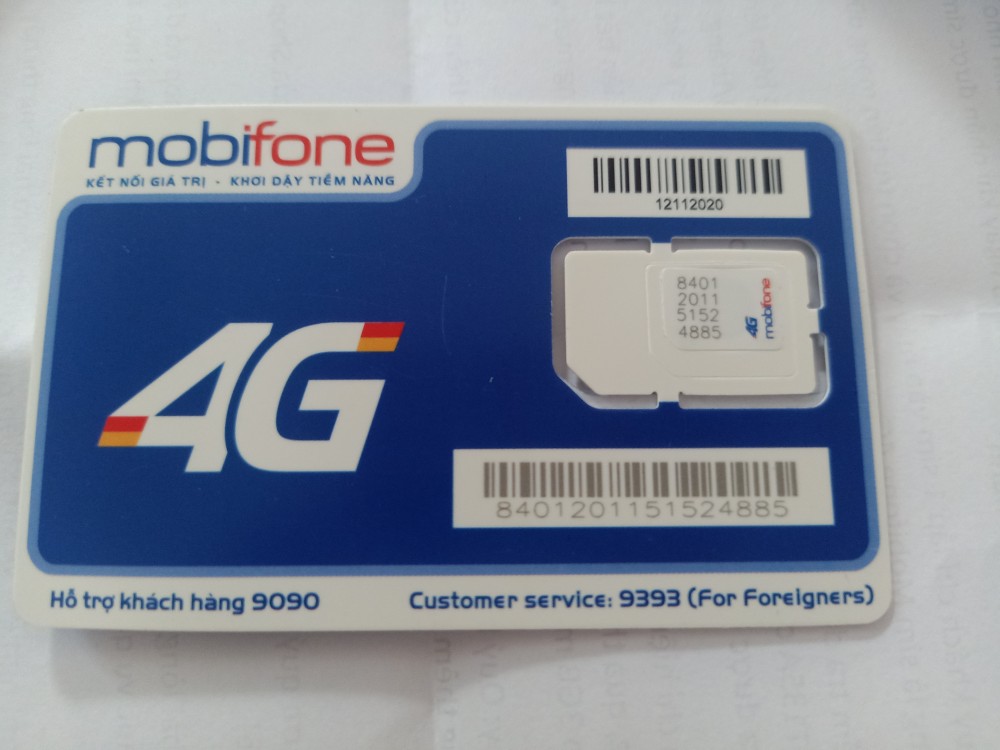 mobifone
KẾT NỐI GIÁ TRỊ - KHƠI DẬY TIỀM NĂNG
12112020
8401
2011
5152
4885
4G
mobifone
4G
8401201151524885
Hỗ trợ khách hàng 9090
Customer service: 9393 (For Foreigners)